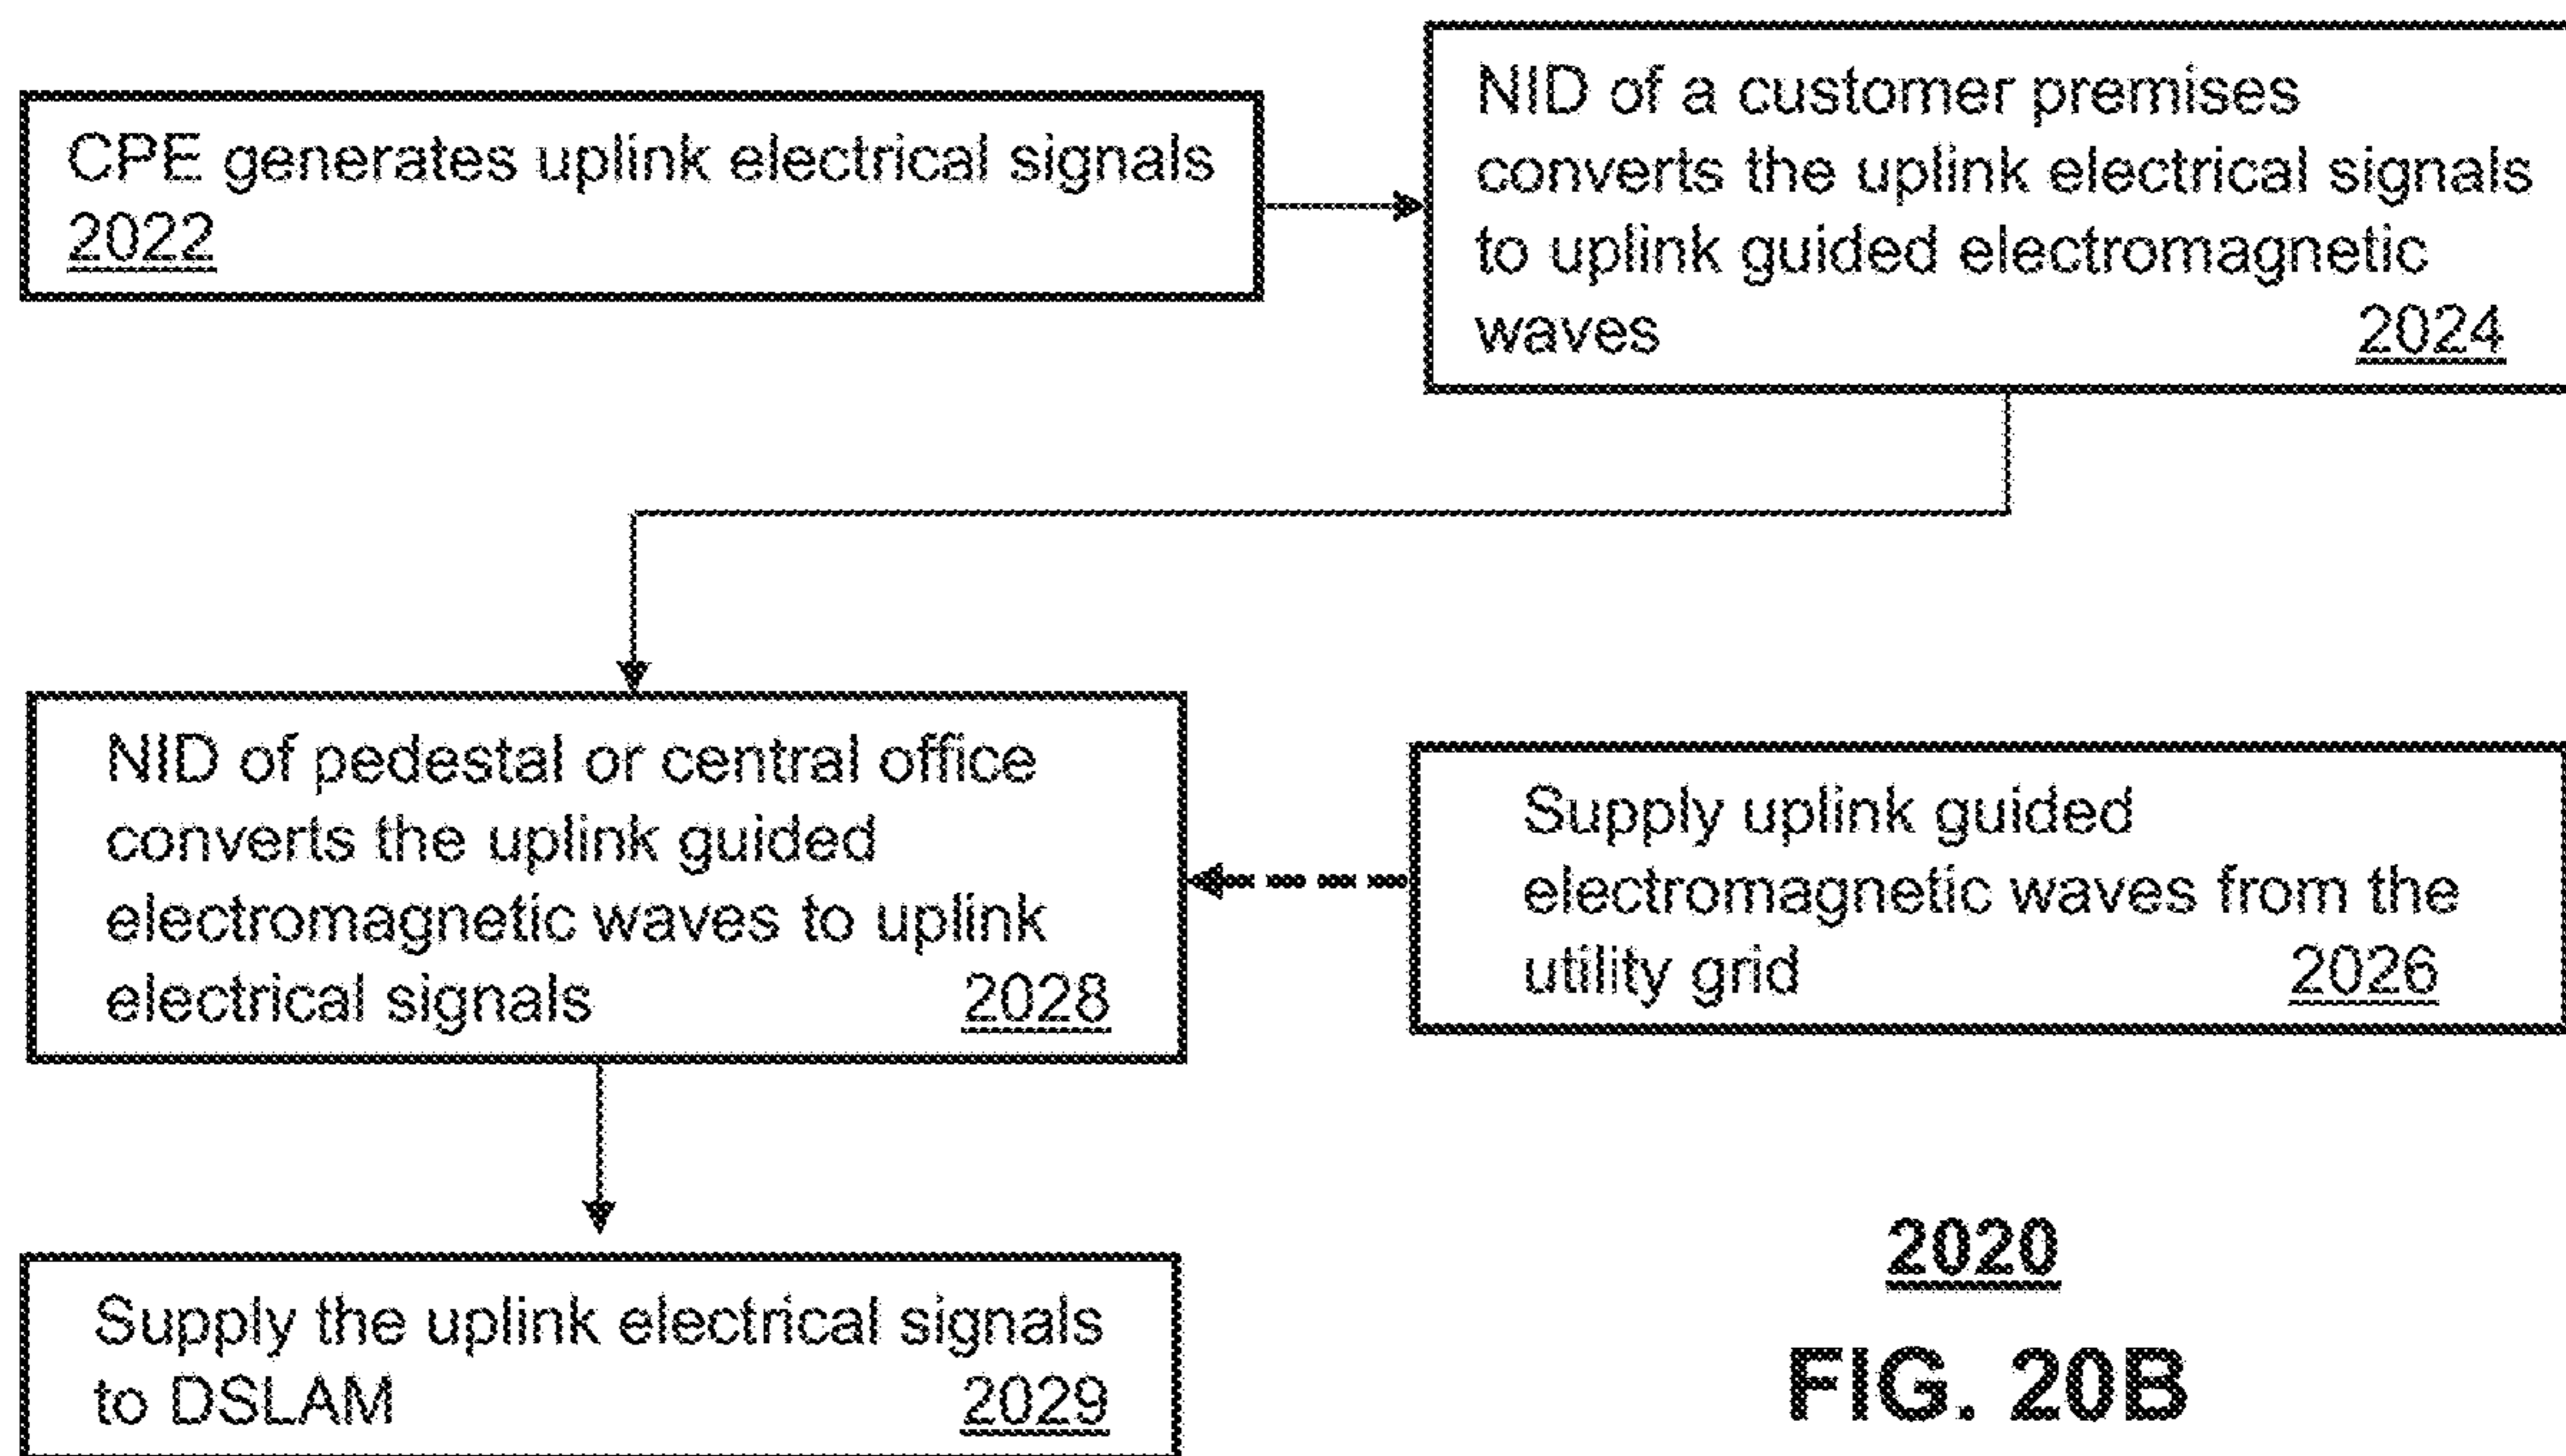 CPE generates uplink electrical signals
2022
NID of a customer premises
converts the uplink electrical signals
to uplink guided electromagnetic
waves 2024
NID of pedestal or central office
converts the uplink guided
electromagnetic waves to uplink
electrical signals 2028
Supply uplink guided
electromagnetic waves from the
utility grid 2026
Supply the uplink electrical signals
to DSLAM 2029
2020
FIG. 20B